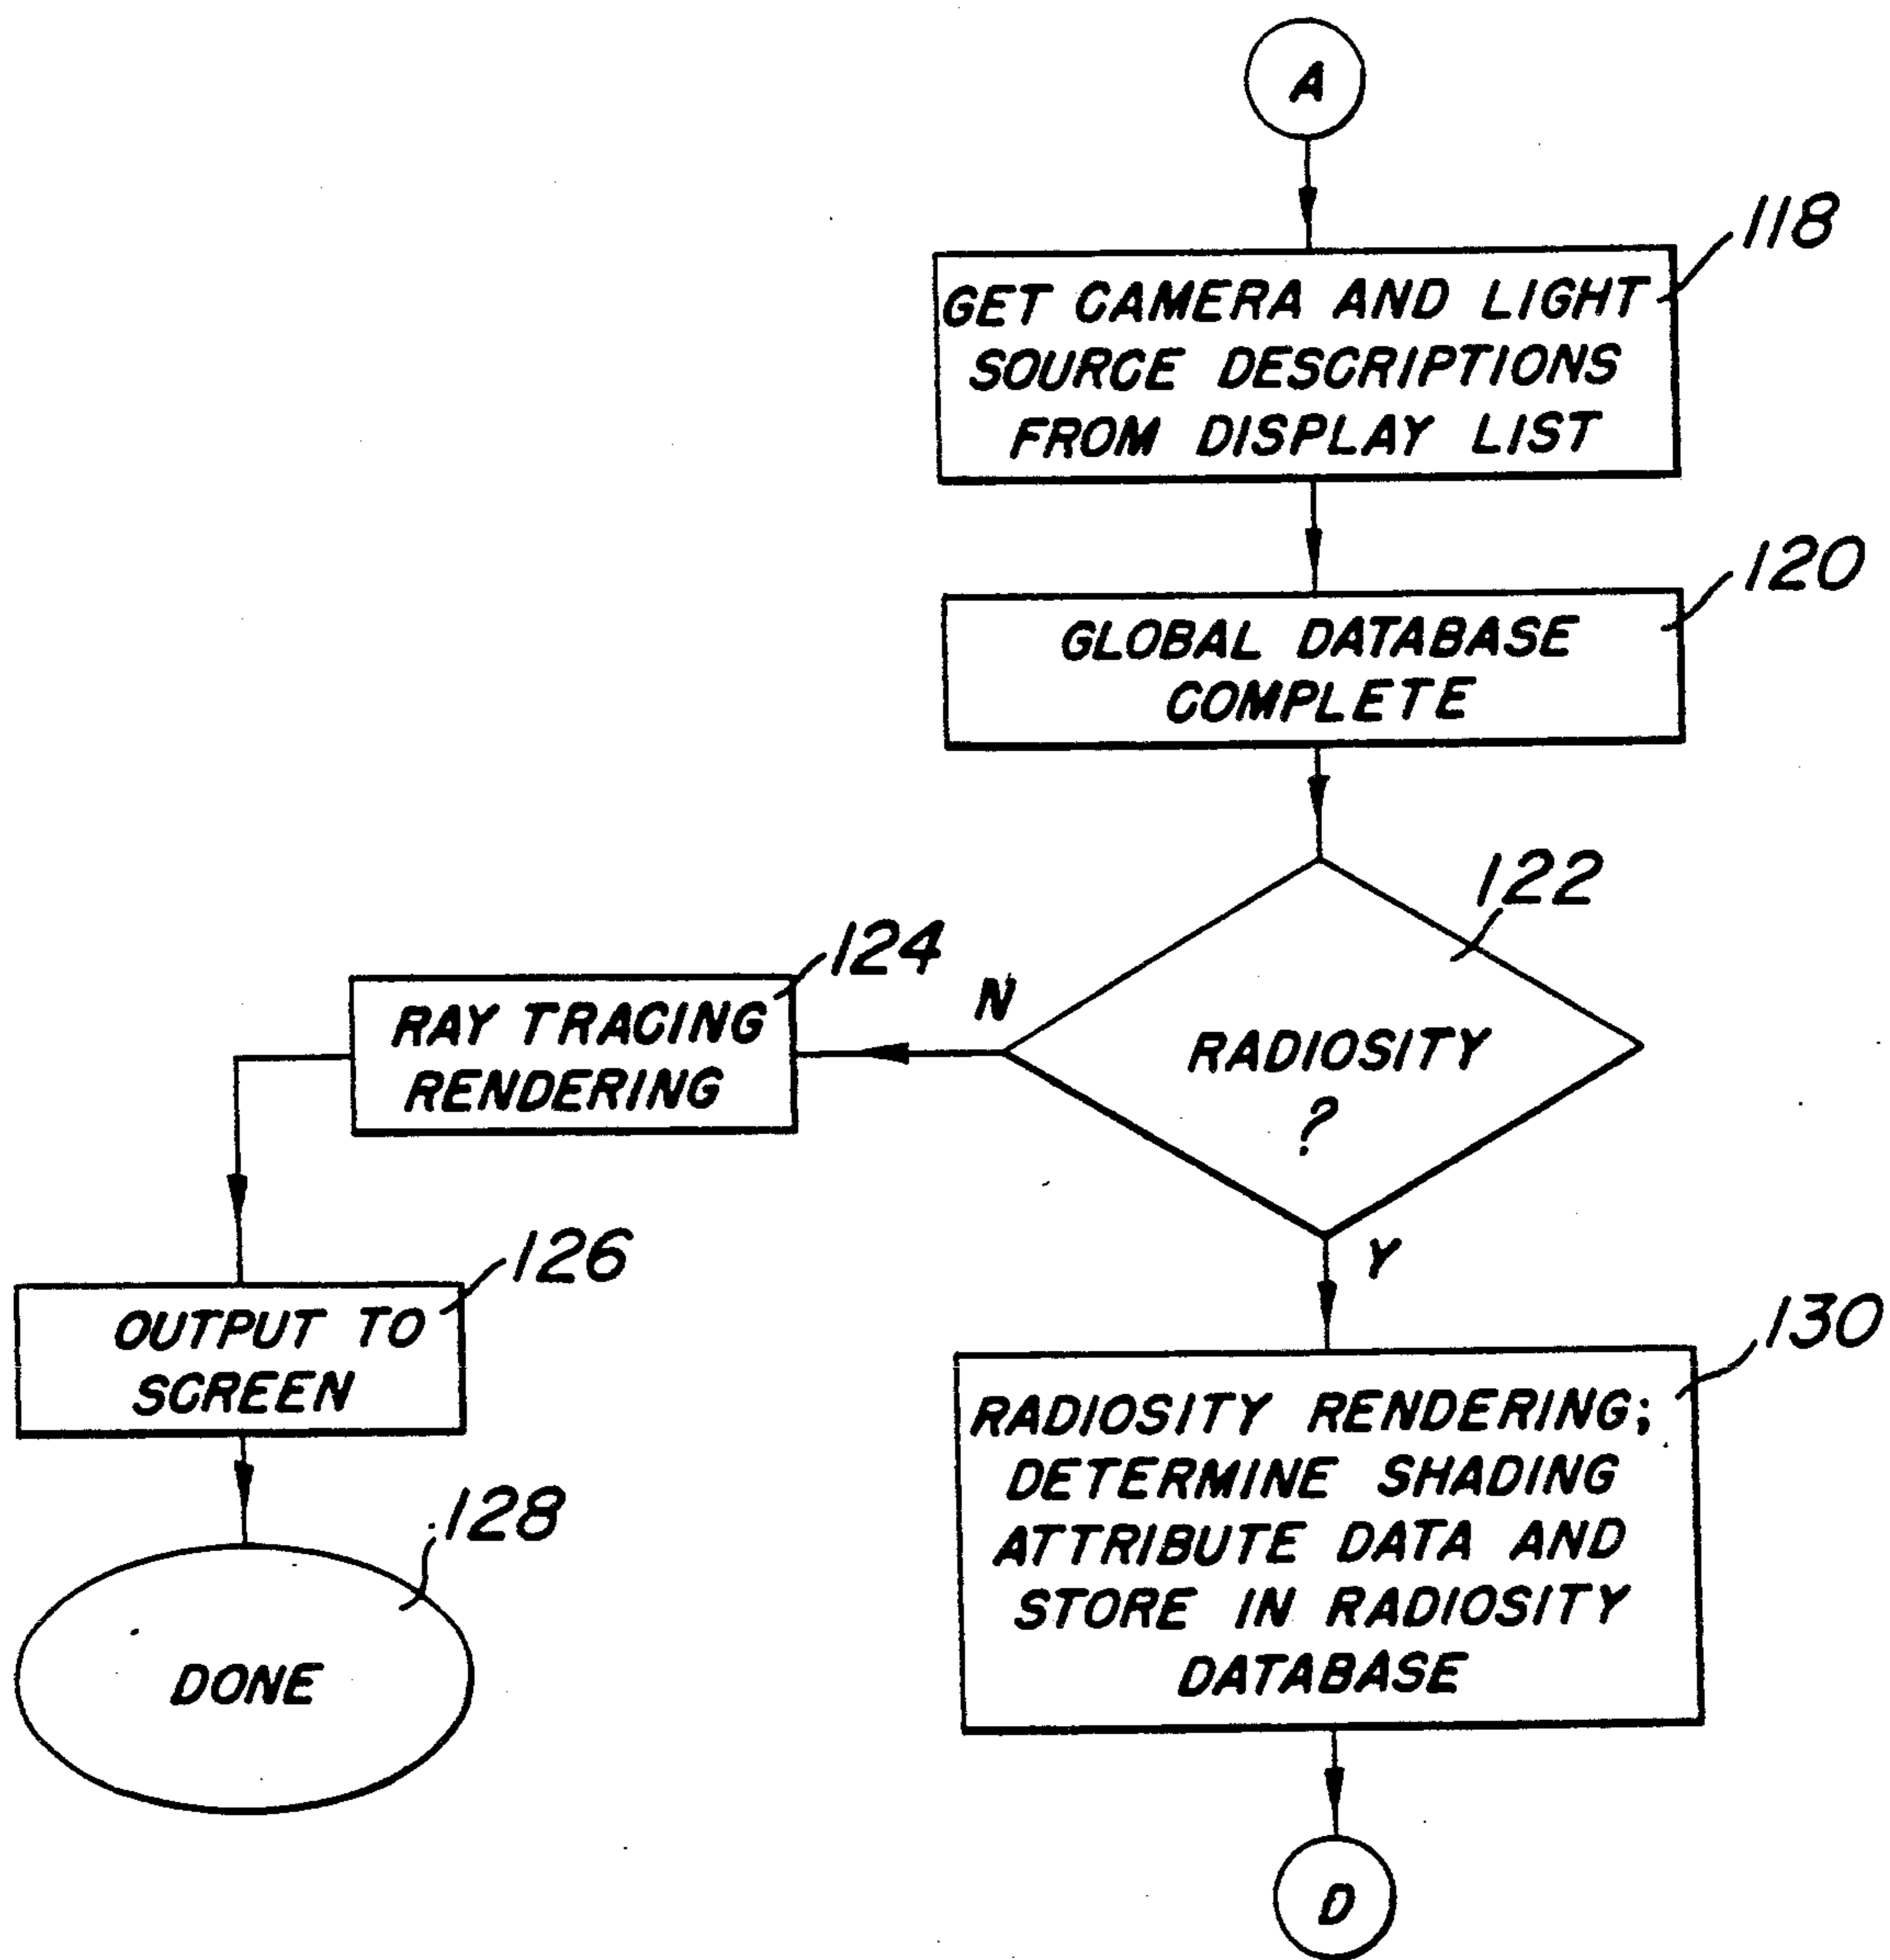 A
118
GET CAMERA AND LIGHT
SOURCE DESCRIPTIONS
FROM DISPLAY LIST
120
GLOBAL DATABASE
COMPLETE
122
RADIOSITY
?
N
Y
124
RAY TRACING
RENDERING
126
OUTPUT TO
SCREEN
128
DONE
130
RADIOSITY RENDERING;
DETERMINE SHADING
ATTRIBUTE DATA AND
STORE IN RADIOSITY
DATABASE
D